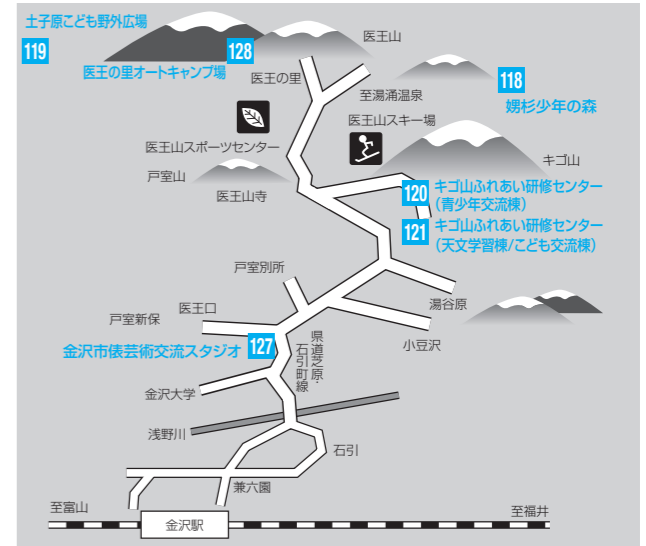 土子原こども野外広場
119
128
医王の里オートキャンプ場
医王山
医王の里
至湯涌温泉
118
娚杉少年の森
医王山スキー場
医王山スポーツセンター
戸室山
医王山寺
キゴ山
120
キゴ山ふれあい研修センター
(青少年交流棟)
121
キゴ山ふれあい研修センター
(天文学習棟/こども交流棟)
戸室別所
湯谷原
医王口
戸室新保
小豆沢
金沢市俵芸術交流スタジオ
127
県道芝原・
石引町線
金沢大学
浅野川
石引
兼六園
至富山
金沢駅
至福井